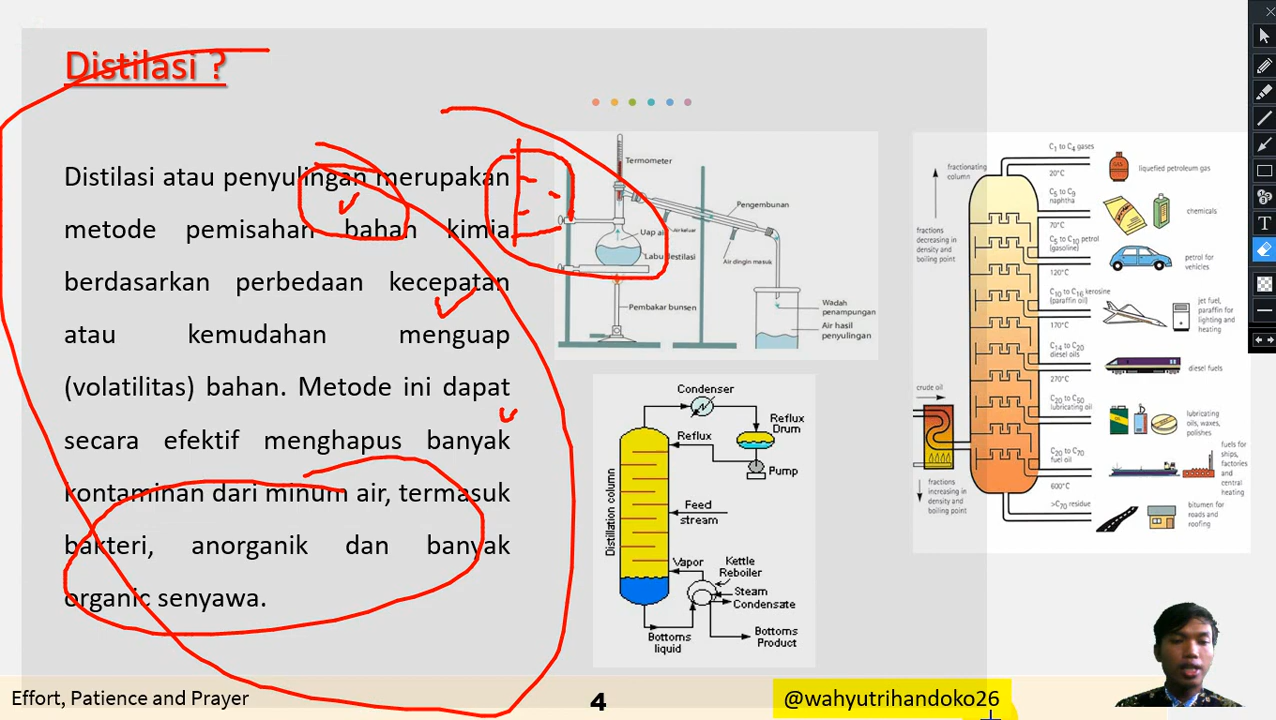 Distilasi ?
Distilasi atau penyulingan merupakan
metode pemisahan bahan kimia
berdasarkan perbedaan kecepatan
atau kemudahan menguap
(volatilitas) bahan. Metode ini dapat
secara efektif menghapus banyak
kontaminan dari minum air, termasuk
bakteri, anorganik dan banyak
organic senyawa.
Termometer
Pengembunan
Uap air
Air keluar
Labu destilasi
Air dingin masuk
Pembakar bunsen
Wadah
penampungan
Air hasil
penyulingan
Condenser
Reflux
Drum
Reflux
Pump
Distillation column
Feed
stream
Vapor
Kettle
Reboiler
Steam
Condensate
Bottoms
liquid
Bottoms
Product
fractionating
column
fractions
decreasing in
density and
boiling point
crude oil
fractions
increasing in
density and
boiling point
C1 to C4 gases
20°C
liquefied petroleum gas
C5 to C9
naphtha
70°C
chemicals
C5 to C10 petrol
(gasoline)
120°C
petrol for
vehicles
C10 to C16 kerosine
(paraffin oil)
170°C
jet fuel,
paraffin for
lighting and
heating
C14 to C20
diesel oils
270°C
diesel fuels
C20 to C50
lubricating oil
lubricating
oils, waxes,
polishes
C20 to C70
fuel oil
600°C
fuels for
ships,
factories
and central
heating
>C70 residue
bitumen for
roads and
roofing
Effort, Patience and Prayer
4
@wahyutrihandoko26
T